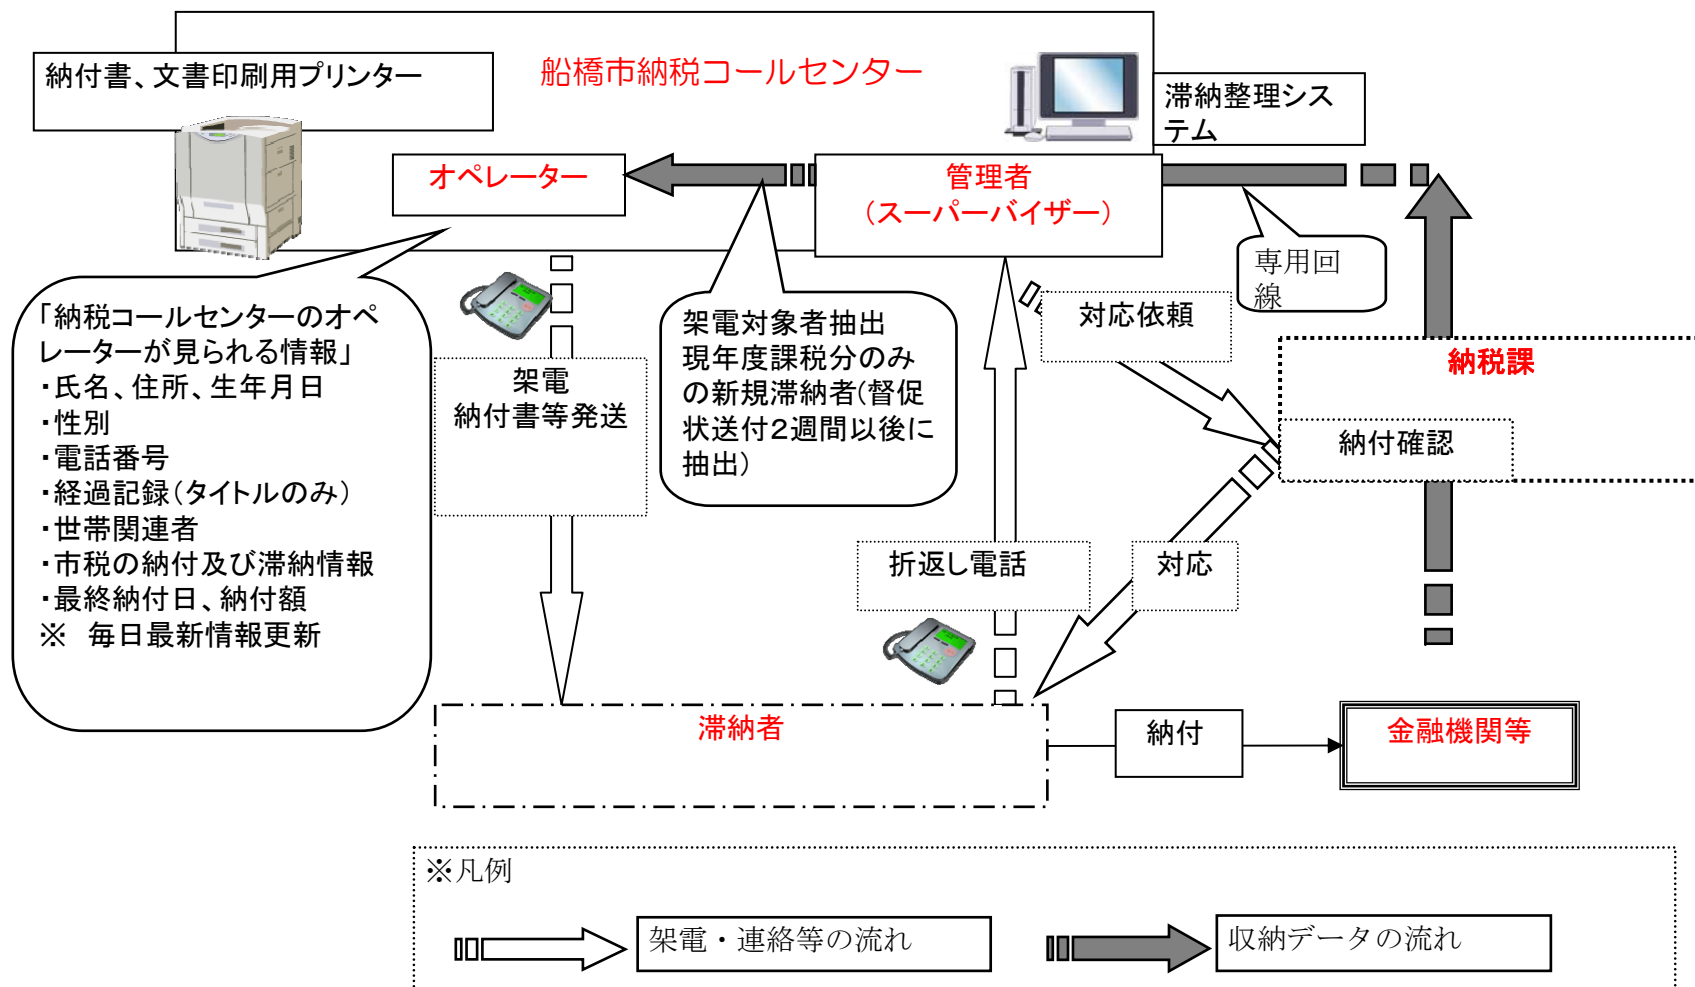 船橋市納税コールセンター
納付書、文書印刷用プリンター
滞納整理シス
テム
オペレーター
管理者
(スーパーバイザー)
専用回
線
「納税コールセンターのオペ
レーターが見られる情報」
・氏名、住所、生年月日
・性別
・電話番号
・経過記録(タイトルのみ)
・世帯関連者
・市税の納付及び滞納情報
・最終納付日、納付額
※ 毎日最新情報更新
架電
納付書等発送
架電対象者抽出
現年度課税分のみ
の新規滞納者(督促
状送付2週間以後に
抽出)
対応依頼
納税課
納付確認
折返し電話
対応
滞納者
納付
金融機関等
※凡例
架電・連絡等の流れ
収納データの流れ